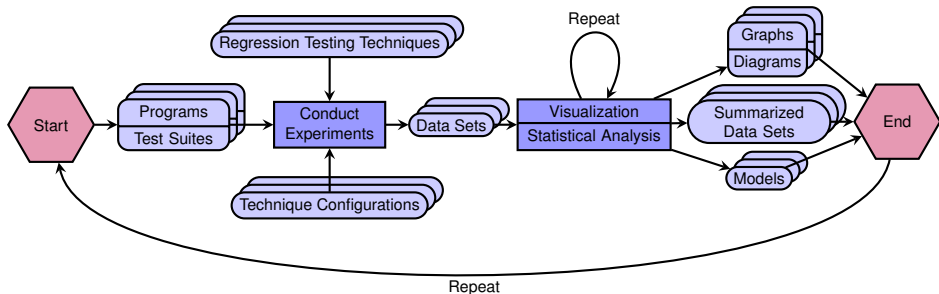 Regression Testing Techniques
Repeat
Graphs
Diagrams
Start
Programs
Test Suites
Conduct
Experiments
Data Sets
Visualization
Statistical Analysis
Summarized
Data Sets
End
Technique Configurations
Models
Repeat